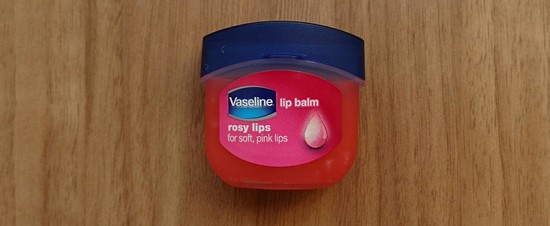 Vaseline lip balm
rosy lips
for soft, pink lips